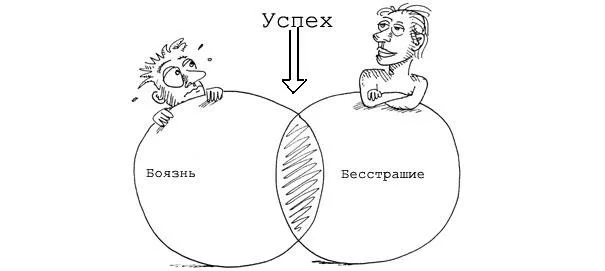 Успех
Боязнь
Бесстрашие